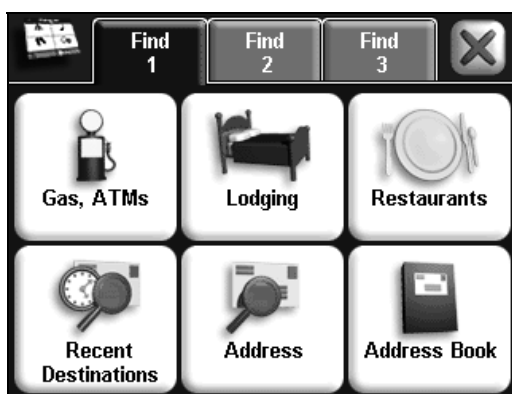 Find
1
Find
2
Find
3
Gas, ATMs
Lodging
Restaurants
Recent
Destinations
Address
Address Book